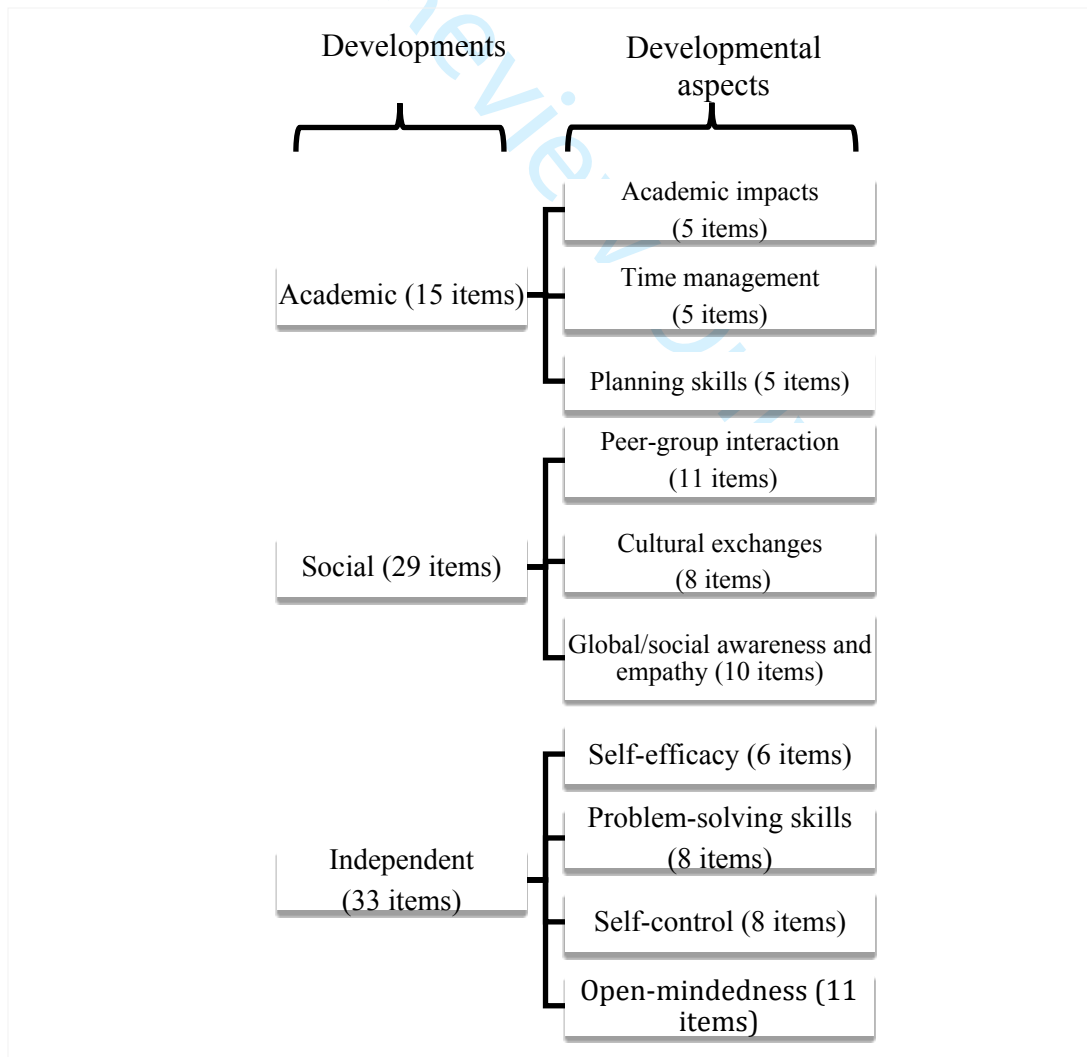 Developments
Developmental
aspects
Academic (15 items)
Academic impacts
(5 items)
Time management
(5 items)
Planning skills (5 items)
Social (29 items)
Peer-group interaction
(11 items)
Cultural exchanges
(8 items)
Global/social awareness and
empathy (10 items)
Independent
(33 items)
Self-efficacy (6 items)
Problem-solving skills
(8 items)
Self-control (8 items)
Open-mindedness (11
items)